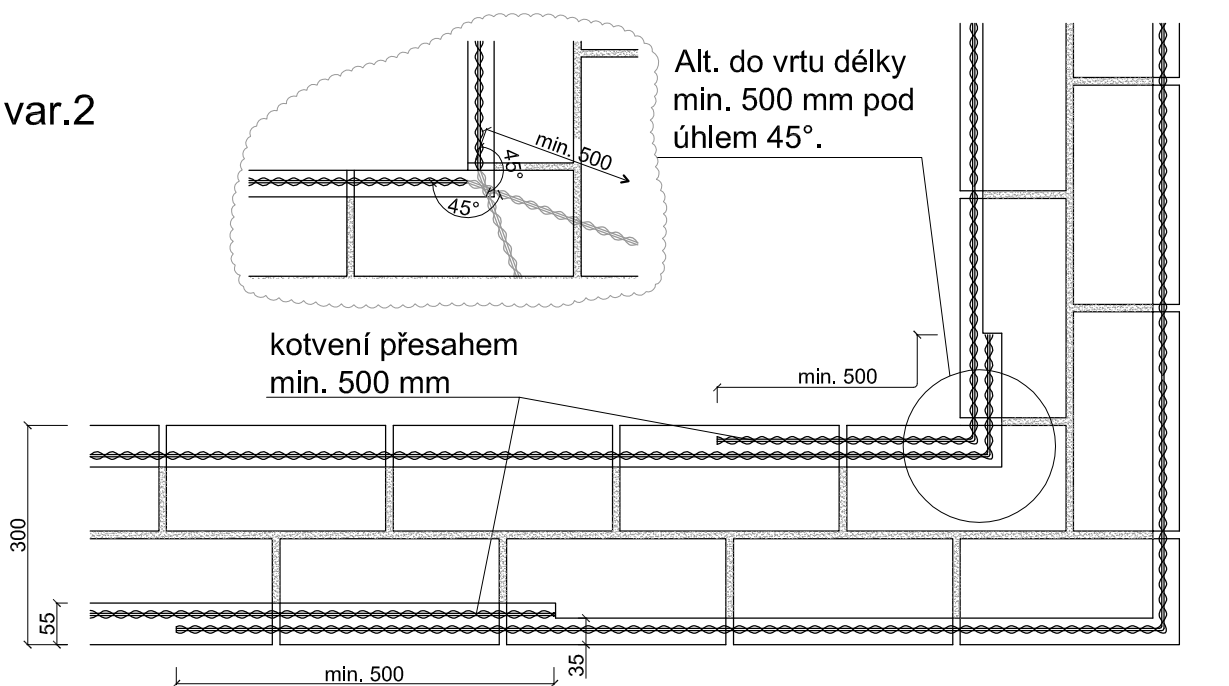 var.2
Alt. do vrtu délky
min. 500 mm pod
úhlem 45°.
min. 500
45°
45°
kotvení přesahem
min. 500 mm
min. 500
300
55
35
min. 500